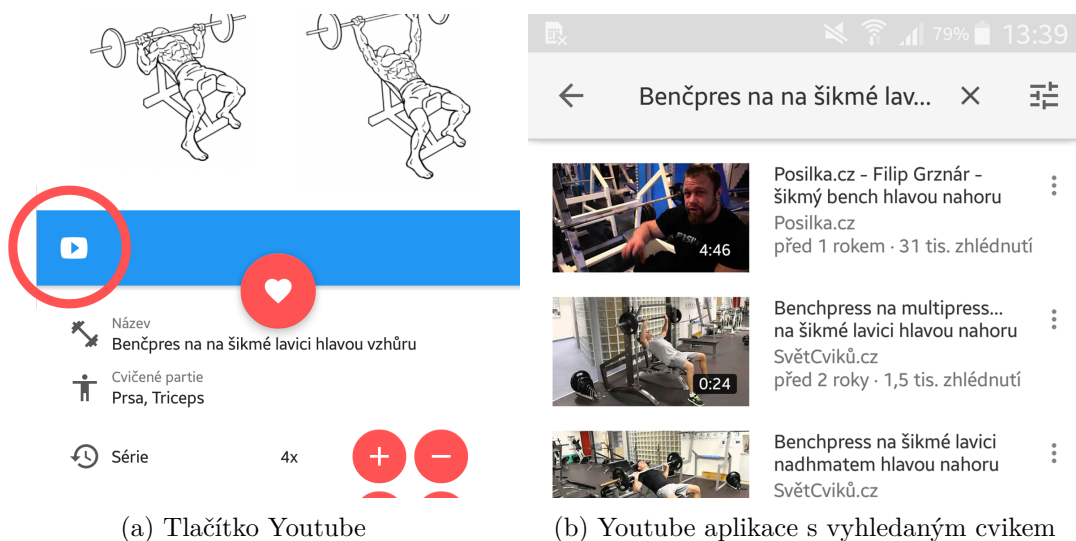 Název
Benčpres na na šikmé lavici hlavou vzhůru
Cvičené partie
Prsa, Triceps
Série 4x
(a) Tlačítko Youtube
79% 13:39
Benčpres na na šikmé lav...
4:46
Posilka.cz - Filip Grznár -
šikmý bench hlavou nahoru
Posilka.cz
před 1 rokem · 31 tis. zhlédnutí
0:24
Benchpress na multipress...
na šikmé lavici hlavou nahoru
SvětCviků.cz
před 2 roky · 1,5 tis. zhlédnutí
Benchpress na šikmé lavici
nadhmatem hlavou nahoru
SvětCviků.cz
(b) Youtube aplikace s vyhledaným cvikem